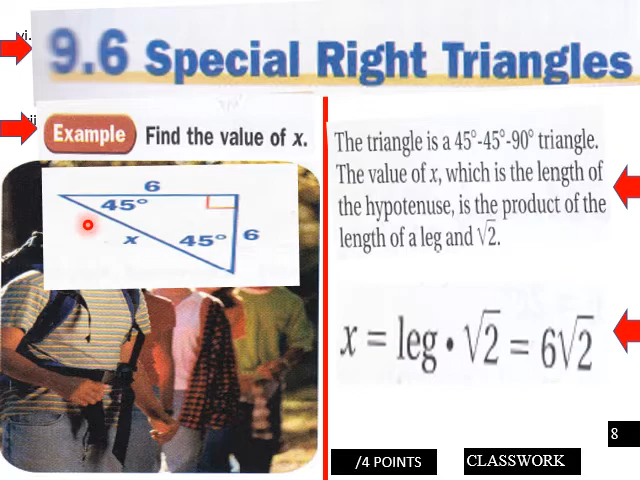 vi.
9.6 Special Right Triangles
ii
Example Find the value of x.
6
45°
x
45°
6
The triangle is a 45°-45°-90° triangle.
The value of x, which is the length of
the hypotenuse, is the product of the
length of a leg and √2.
x = leg • √2 = 6√2
8
/4 POINTS
CLASSWORK